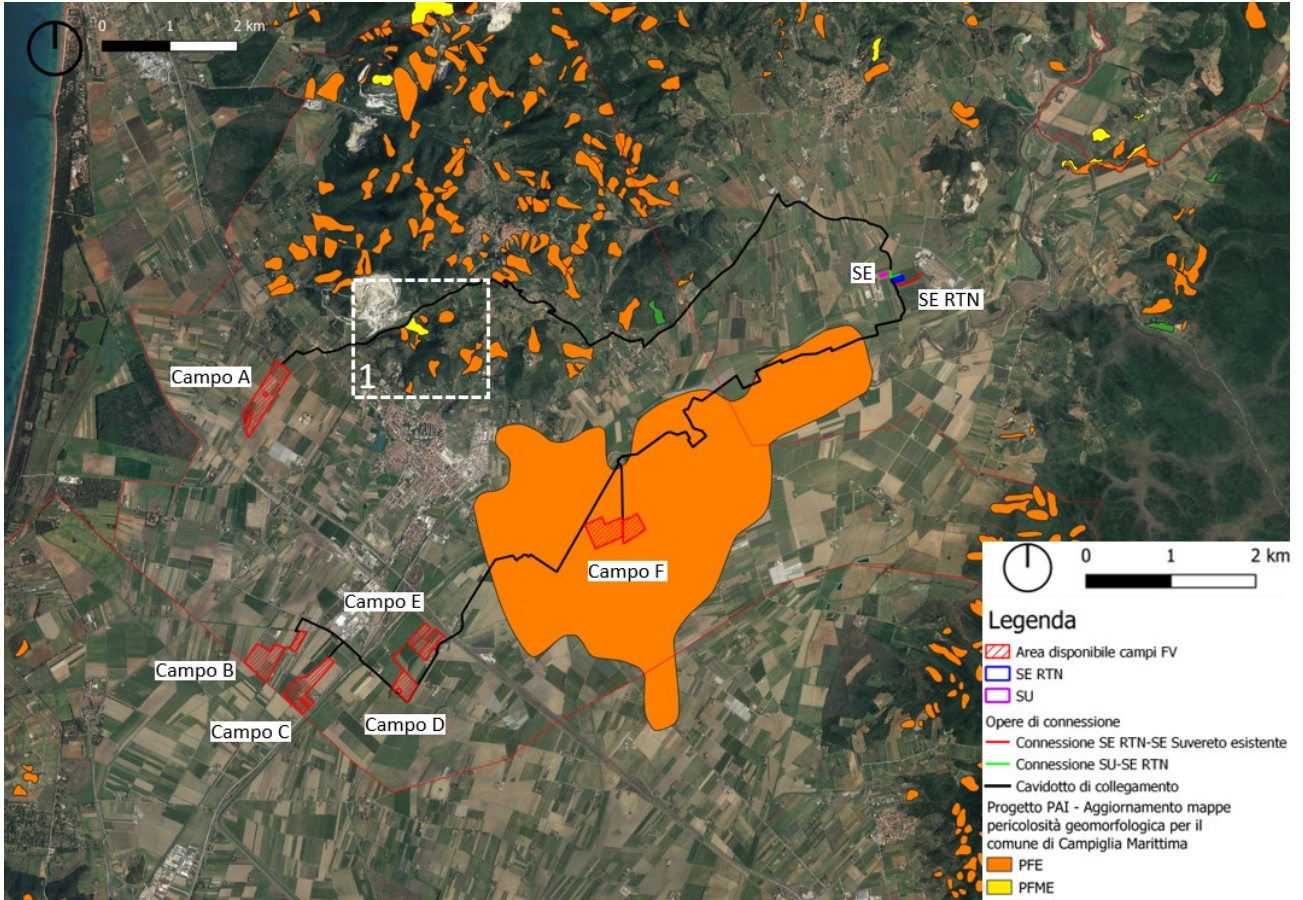 0 1 2 km
SE
SE RTN
Campo A
1
Campo F
Campo E
Campo B
Campo C
Campo D
0 1 2 km
Legenda
Area disponibile campi FV
SE RTN
SU
Opere di connessione
Connessione SE RTN-SE Suvereto esistente
Connessione SU-SE RTN
Cavidotto di collegamento
Progetto PAI - Aggiornamento mappe
pericolosità geomorfologica per il
comune di Campiglia Marittima
PFE
PFME